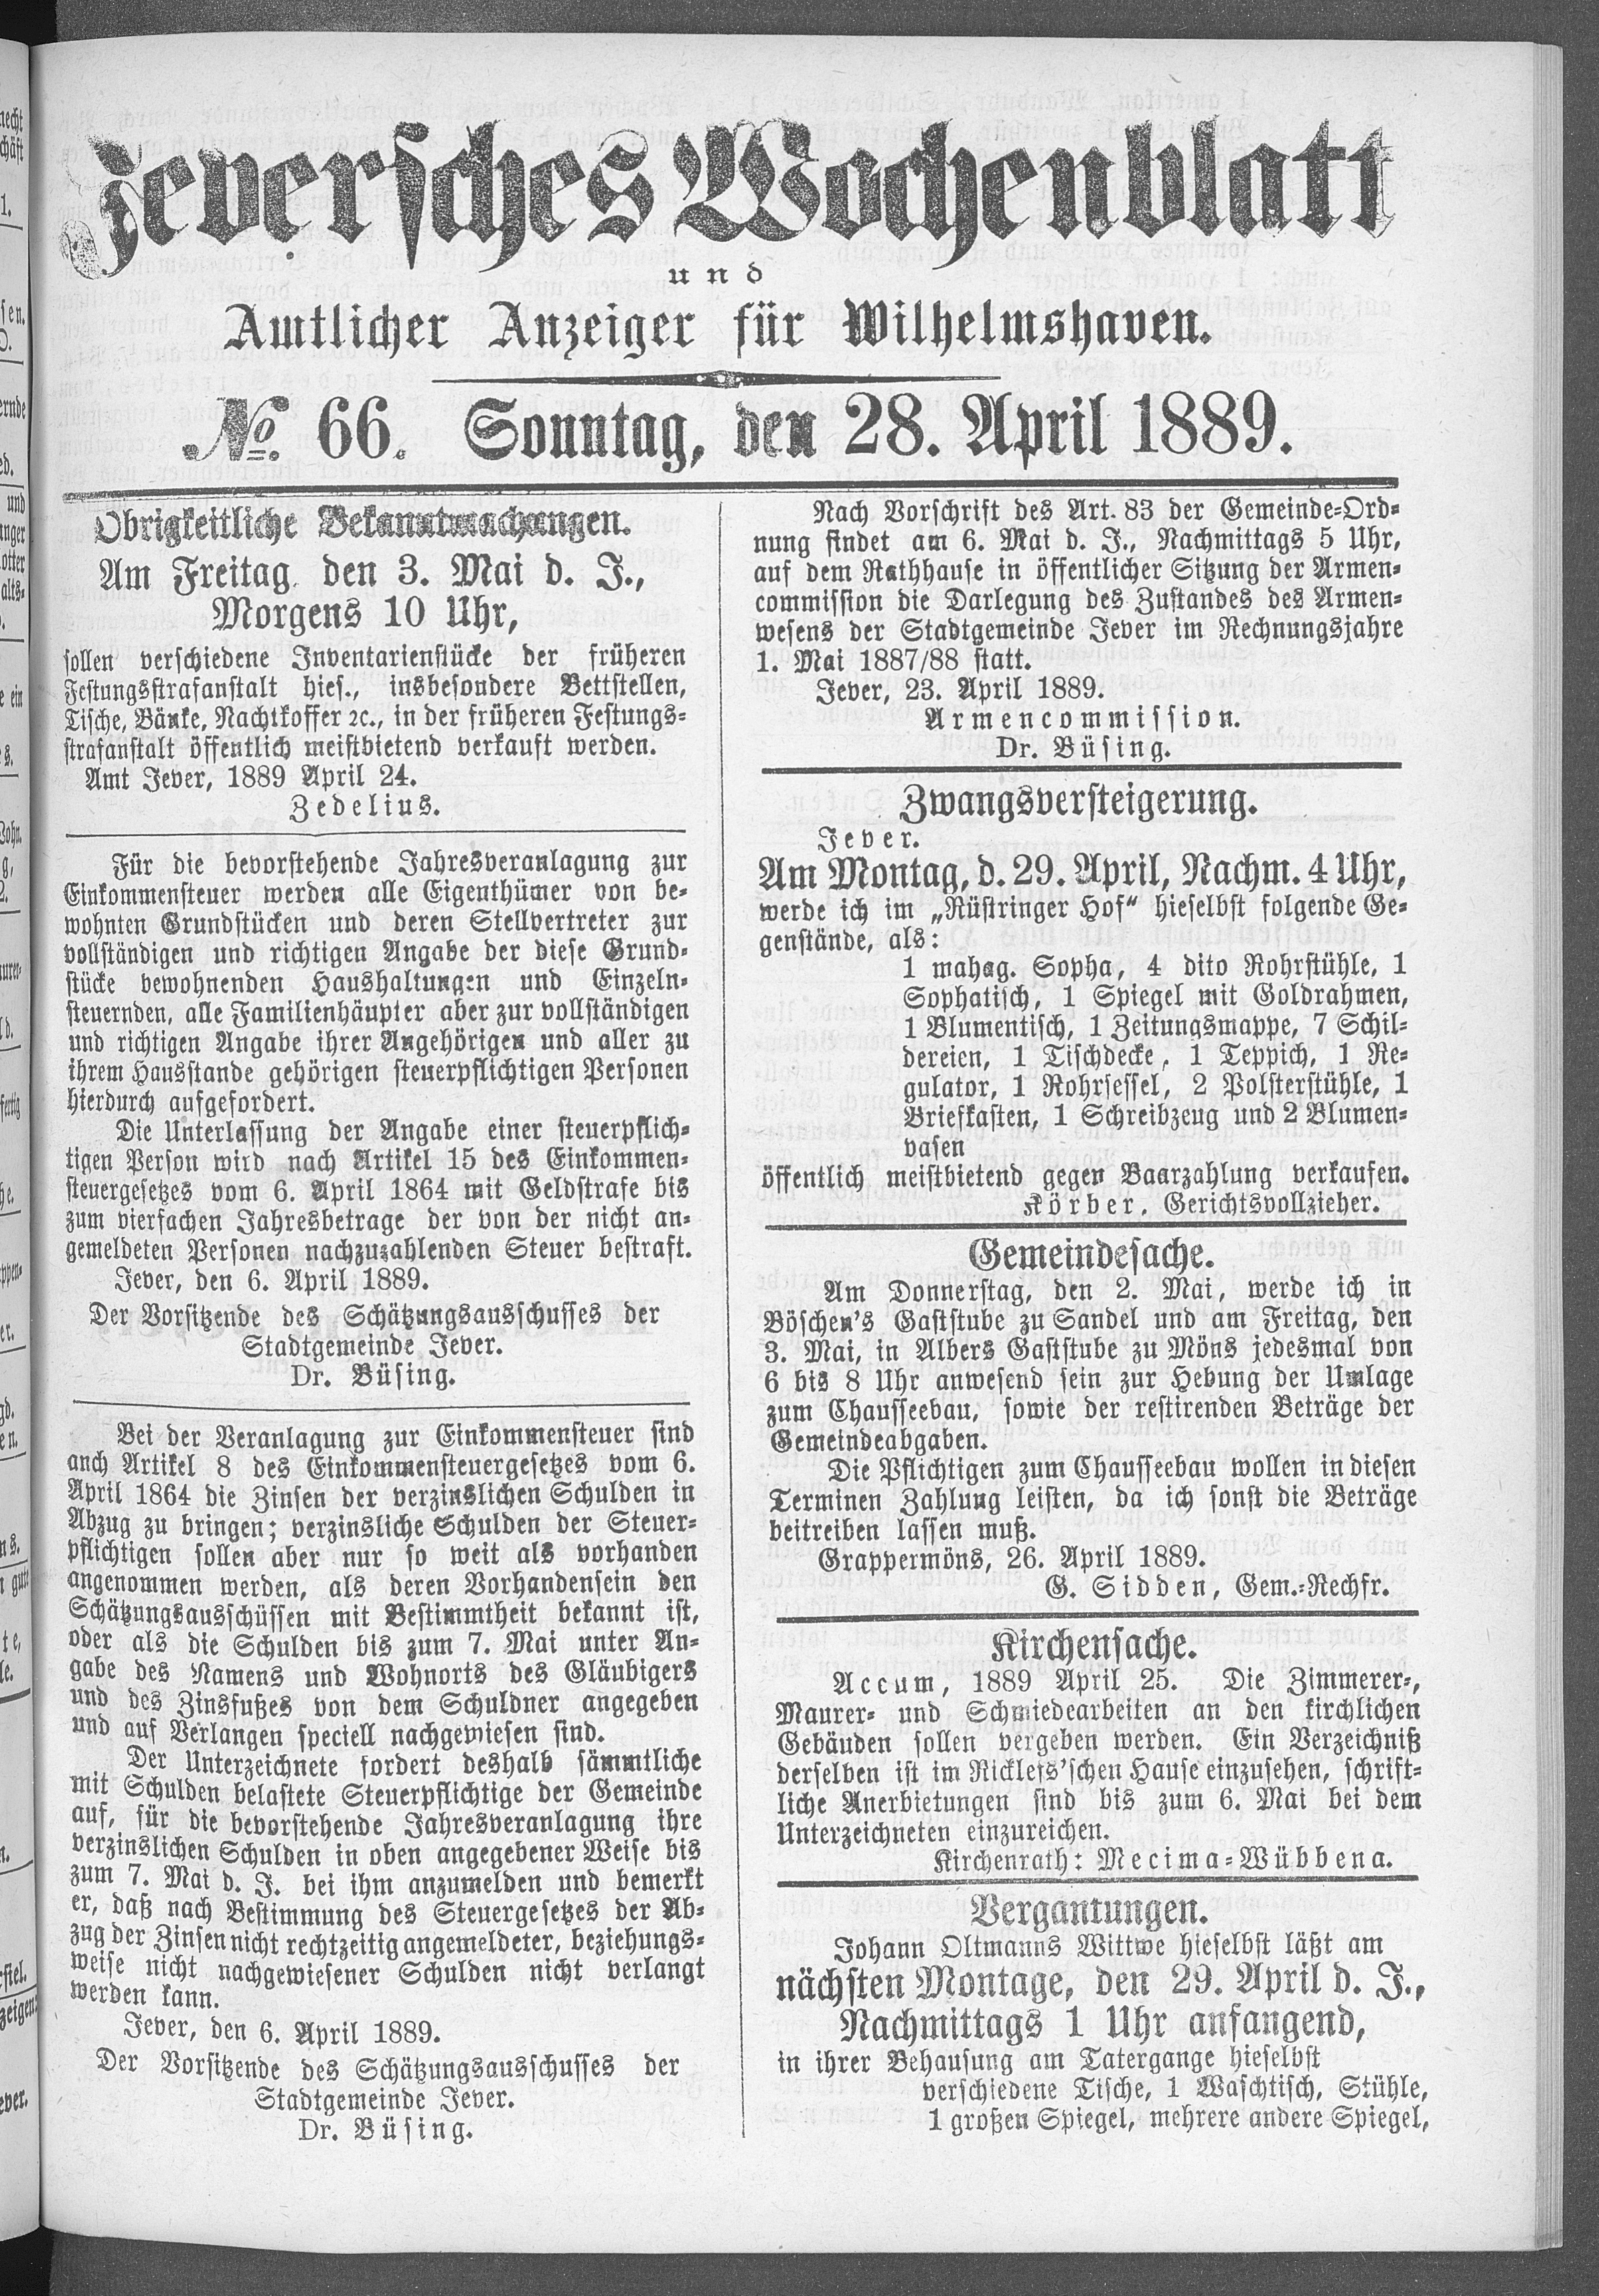 Jeversches Wochenblatt
und
Amtlicher Anzeiger für Wilhelmshaven.
№ 66. Sonntag, den 28. April 1889.
Obrigkeitliche Bekanntmachungen.
Am Freitag, den 3. Mai d. J.,
Morgens 10 Uhr,
sollen verschiedene Inventarienstücke der früheren
Festungsstrafanstalt hies., insbesondere Bettstellen,
Tische, Bänke, Nachtkoffer ꝛc., in der früheren Festungs-
strafanstalt öffentlich meistbietend verkauft werden.
Amt Jever, 1889 April 24.
Zedelius.
Für die bevorstehende Jahresveranlagung zur
Einkommensteuer werden alle Eigenthümer von be-
wohnten Grundstücken und deren Stellvertreter zur
vollständigen und richtigen Angabe der diese Grund-
stücke bewohnenden Haushaltungen und Einzeln-
steuernden, alle Familienhäupter aber zur vollständigen
und richtigen Angabe ihrer Angehörigen und aller zu
ihrem Hausstande gehörigen steuerpflichtigen Personen
hierdurch aufgefordert.
Die Unterlassung der Angabe einer steuerpflich-
tigen Person wird nach Artikel 15 des Einkommen-
steuergesetzes vom 6. April 1864 mit Geldstrafe bis
zum vierfachen Jahresbetrage der von der nicht an-
gemeldeten Personen nachzuzahlenden Steuer bestraft.
Jever, den 6. April 1889.
Der Vorsitzende des Schätzungsausschusses der
Stadtgemeinde Jever.
Dr. Büsing.
Bei der Veranlagung zur Einkommensteuer sind
anch Artikel 8 des Einkommensteuergesetzes vom 6.
April 1864 die Zinsen der verzinslichen Schulden in
Abzug zu bringen; verzinsliche Schulden der Steuer-
pflichtigen sollen aber nur so weit als vorhanden
angenommen werden, als deren Vorhandensein den
Schätzungsausschüssen mit Bestimmtheit bekannt ist,
oder als die Schulden bis zum 7. Mai unter An-
gabe des Namens und Wohnorts des Gläubigers
und des Zinsfußes von dem Schuldner angegeben
und auf Verlangen speciell nachgewiesen sind.
Der Unterzeichnete fordert deshalb sämmtliche
mit Schulden belastete Steuerpflichtige der Gemeinde
auf, für die bevorstehende Jahresveranlagung ihre
verzinslichen Schulden in oben angegebener Weise bis
zum 7. Mai d. J. bei ihm anzumelden und bemerkt
er, daß nach Bestimmung des Steuergesetzes der Ab-
zug der Zinsen nicht rechtzeitig angemeldeter, beziehungs-
weise nicht nachgewiesener Schulden nicht verlangt
werden kann.
Jever, den 6. April 1889.
Der Vorsitzende des Schätzungsausschusses der
Stadtgemeinde Jever.
Dr. Büsing.
Nach Vorschrift des Art. 83 der Gemeinde-Ord-
nung findet am 6. Mai d. J., Nachmittags 5 Uhr,
auf dem Rathhause in öffentlicher Sitzung der Armen-
commission die Darlegung des Zustandes des Armen-
wesens der Stadtgemeinde Jever im Rechnungsjahre
1. Mai 1887/88 statt.
Jever, 23. April 1889.
Armencommission.
Dr. Büsing.
Zwangsversteigerung.
Jever.
Am Montag, d. 29. April, Nachm. 4 Uhr,
werde ich im „Rüstringer Hof“ hieselbst folgende Ge-
genstände, als:
1 mahag. Sopha, 4 dito Rohrstühle, 1
Sophatisch, 1 Spiegel mit Goldrahmen,
1 Blumentisch, 1 Zeitungsmappe, 7 Schil-
dereien, 1 Tischdecke, 1 Teppich, 1 Re-
gulator, 1 Rohrsessel, 2 Polsterstühle, 1
Briefkasten, 1 Schreibzeug und 2 Blumen-
vasen
öffentlich meistbietend gegen Baarzahlung verkaufen.
Körber, Gerichtsvollzieher.
Gemeindesache.
Am Donnerstag, den 2. Mai, werde ich in
Böschen's Gaststube zu Sandel und am Freitag, den
3. Mai, in Albers Gaststube zu Möns jedesmal von
6 bis 8 Uhr anwesend sein zur Hebung der Umlage
zum Chausseebau, sowie der restirenden Beträge der
Gemeindeabgaben.
Die Pflichtigen zum Chausseebau wollen in diesen
Terminen Zahlung leisten, da ich sonst die Beträge
beitreiben lassen muß.
Grappermöns, 26. April 1889.
G. Sidden, Gem.-Rechfr.
Kirchensache.
Accum, 1889 April 25. Die Zimmerer-,
Maurer- und Schmiedearbeiten an den kirchlichen
Gebäuden sollen vergeben werden. Ein Verzeichniß
derselben ist im Ricklefs'schen Hause einzusehen, schrift-
liche Anerbietungen sind bis zum 6. Mai bei dem
Unterzeichneten einzureichen.
Kirchenrath: Mecima-Wübbena.
Vergantungen.
Johann Oltmanns Wittwe hieselbst läßt am
nächsten Montage, den 29. April d. J.,
Nachmittags 1 Uhr anfangend,
in ihrer Behausung am Tatergange hieselbst
verschiedene Tische, 1 Waschtisch, Stühle,
1 großen Spiegel, mehrere andere Spiegel,